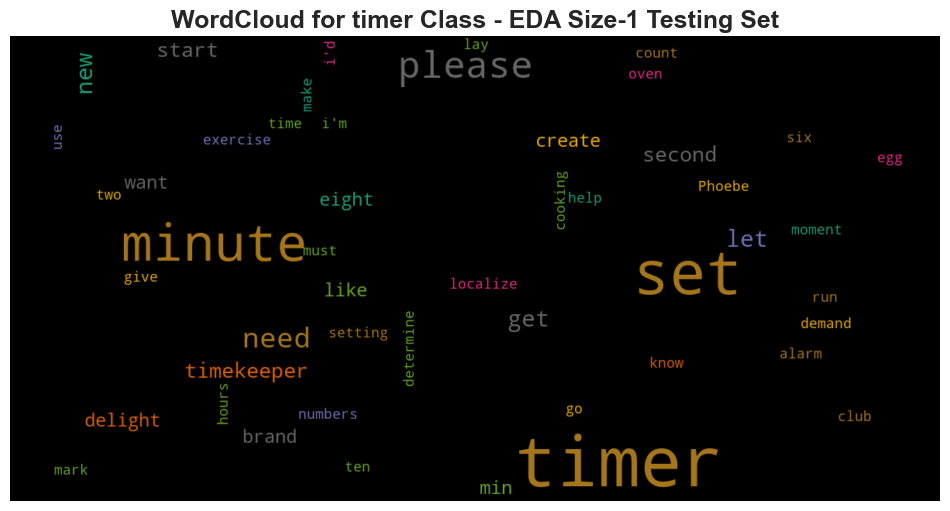 WordCloud for timer Class - EDA Size-1 Testing Set
start
i'd
lay
please
count
new
oven
make
use
time
i'm
exercise
create
six
second
egg
want
Phoebe
two
eight
cooking
help
minute
must
let
moment
give
set
like
localize
run
get
demand
need
setting
determine
alarm
timekeeper
know
hours
delight
numbers
go
club
brand
timer
mark
ten
min